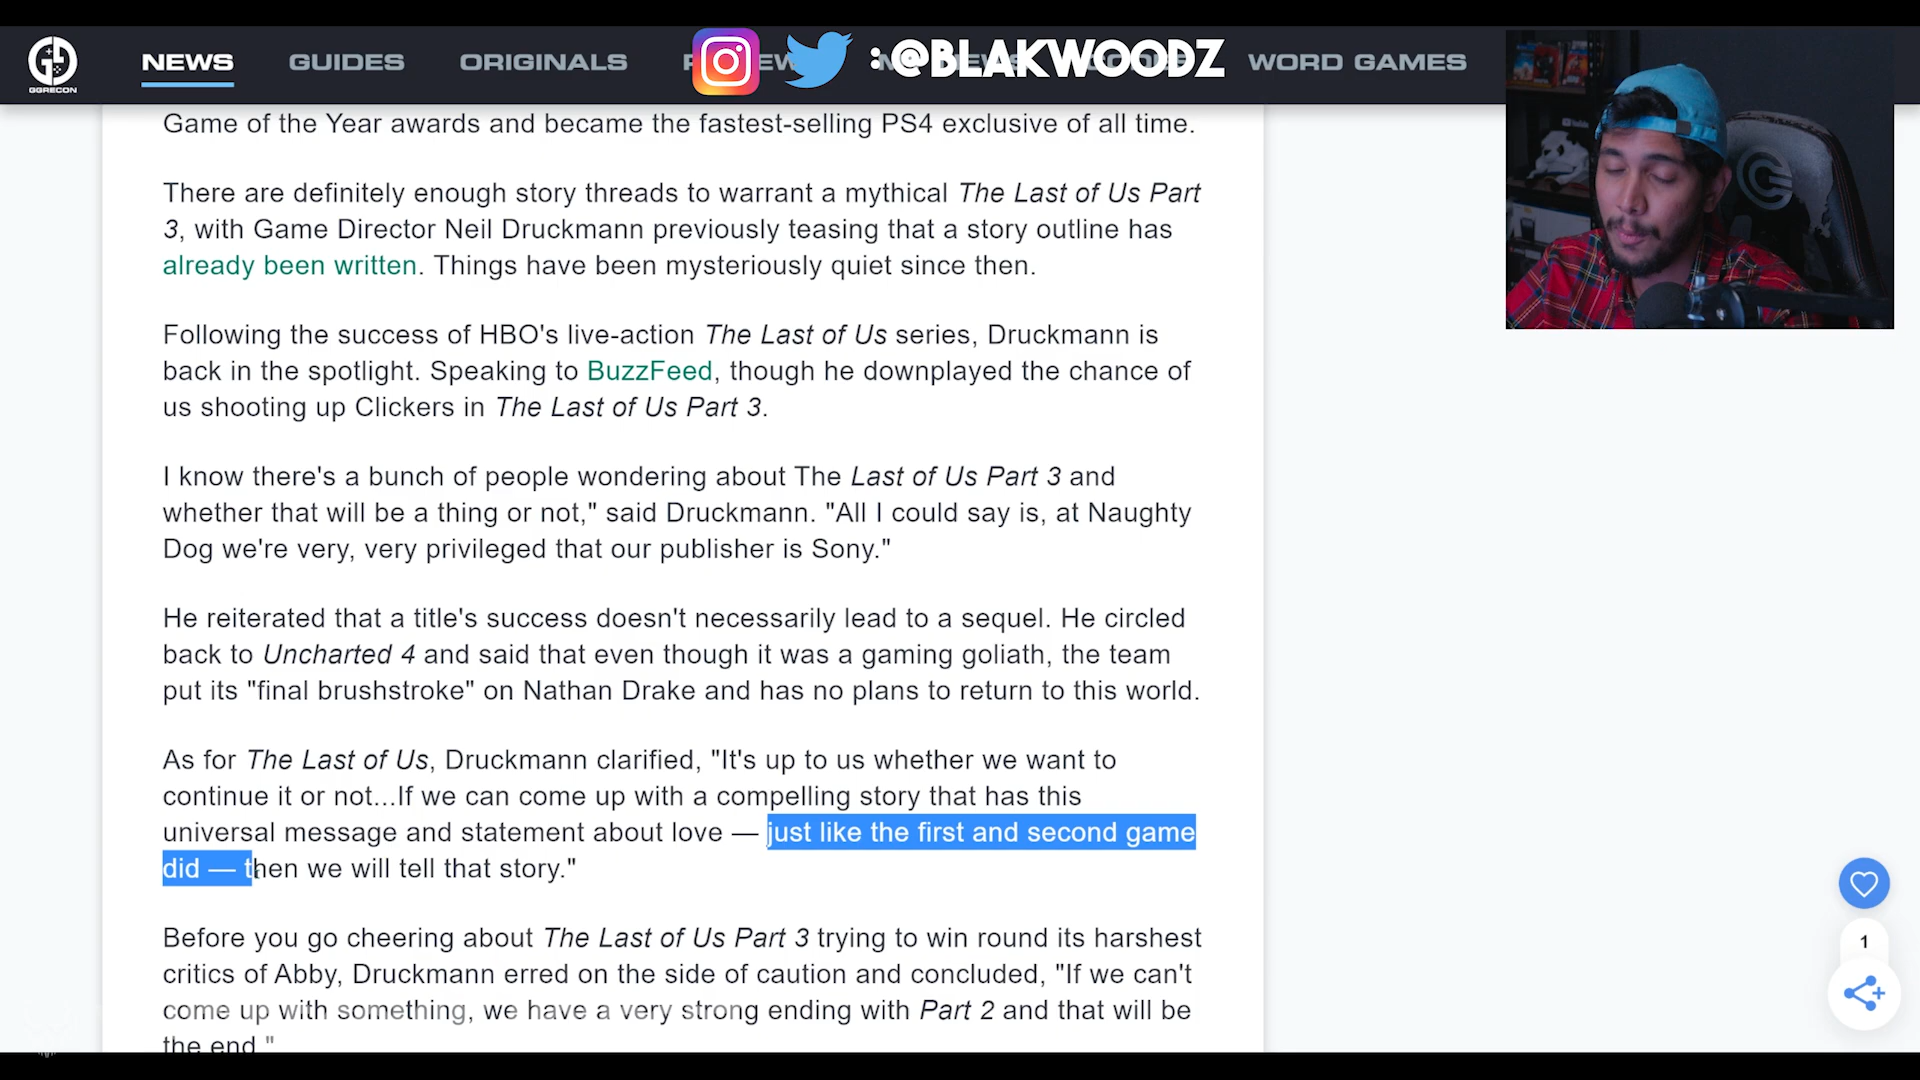 GGRECON
NEWS
GUIDES
ORIGINALS
:@BLAKWOODZ
WORD GAMES
Game of the Year awards and became the fastest-selling PS4 exclusive of all time.
There are definitely enough story threads to warrant a mythical The Last of Us Part
3, with Game Director Neil Druckmann previously teasing that a story outline has
already been written. Things have been mysteriously quiet since then.
Following the success of HBO's live-action The Last of Us series, Druckmann is
back in the spotlight. Speaking to BuzzFeed, though he downplayed the chance of
us shooting up Clickers in The Last of Us Part 3.
I know there's a bunch of people wondering about The Last of Us Part 3 and
whether that will be a thing or not," said Druckmann. "All I could say is, at Naughty
Dog we're very, very privileged that our publisher is Sony."
He reiterated that a title's success doesn't necessarily lead to a sequel. He circled
back to Uncharted 4 and said that even though it was a gaming goliath, the team
put its "final brushstroke" on Nathan Drake and has no plans to return to this world.
As for The Last of Us, Druckmann clarified, "It's up to us whether we want to
continue it or not...If we can come up with a compelling story that has this
universal message and statement about love — just like the first and second game
did — then we will tell that story."
Before you go cheering about The Last of Us Part 3 trying to win round its harshest
critics of Abby, Druckmann erred on the side of caution and concluded, "If we can't
come up with something, we have a very strong ending with Part 2 and that will be
the end."
1